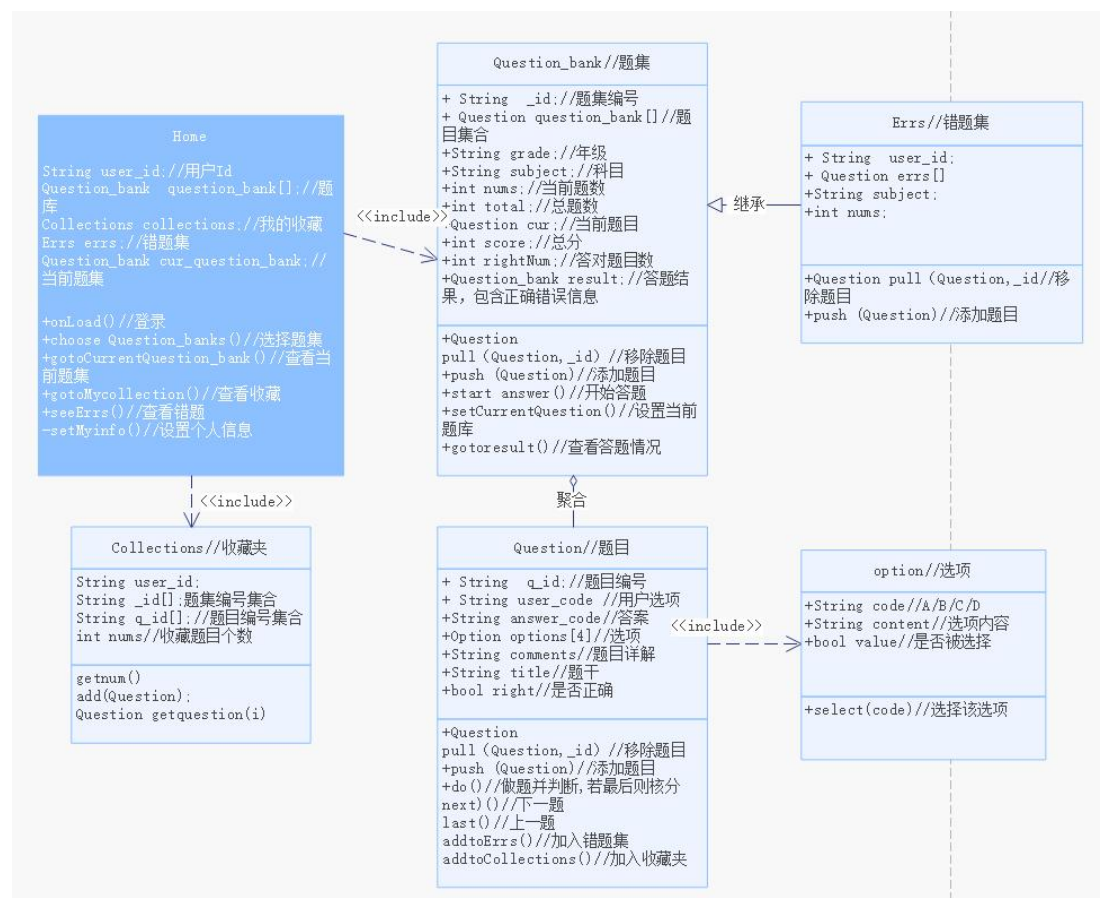 Home
String user_id;//用户Id
Question_bank  question_bank[];//题
库
Collections collections;//我的收藏
Errs errs;//错题集
Question_bank cur_question_bank;//
当前题集
+onLoad()//登录
+choose Question_banks()//选择题集
+gotoCurrentQuestion_bank()//查看当
前题集
+gotoMycollection()//查看收藏
+seeErrs()//查看错题
-setMyinfo()//设置个人信息
<<include>>
Question_bank//题集
+ String  _id;//题集编号
+ Question question_bank[]//题
目集合
+String grade;//年级
+String subject;//科目
+int nums;//当前题数
+int total;//总题数
+Question cur;//当前题目
+int score;//总分
+int rightNum;//答对题目数
+Question_bank result;//答题结
果，包含正确错误信息
+Question
pull(Question,_id) //移除题目
+push (Question)//添加题目
+start answer()//开始答题
+setCurrentQuestion()//设置当前
题库
+gotoresult()//查看答题情况
继承
Errs//错题集
+ String  user_id;
+ Question errs[]
+String subject;
+int nums;
+Question pull(Question,_id//移
除题目
+push (Question)//添加题目
<<include>>
聚合
Collections//收藏夹
String user_id;
String _id[];题集编号集合
String q_id[];//题目编号集合
int nums//收藏题目个数
getnum()
add(Question);
Question getquestion(i)
Question//题目
+ String  q_id;//题目编号
+ String user_code //用户选项
+String answer_code//答案
+Option options[4]//选项
+String comments//题目详解
+String title//题干
+bool right//是否正确
+Question
pull(Question,_id) //移除题目
+push (Question)//添加题目
+do()//做题并判断,若最后则核分
next)()//下一题
last()//上一题
addtoErrs()//加入错题集
addtoCollections()//加入收藏夹
<<include>>
option//选项
+String code//A/B/C/D
+String content//选项内容
+bool value//是否被选择
+select(code)//选择该选项